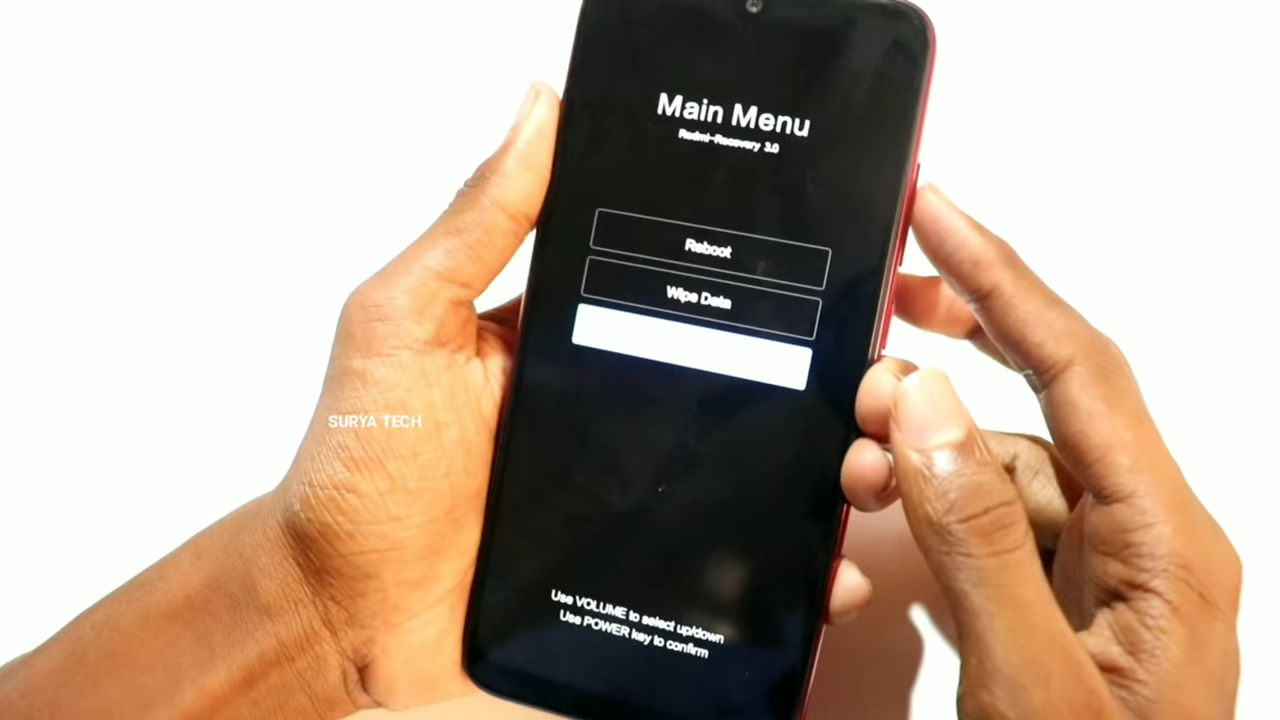 Main Menu
Redmi-Recovery 3.0
Reboot
Wipe Data
SURYA TECH
Use VOLUME to select up/down
Use POWER key to confirm